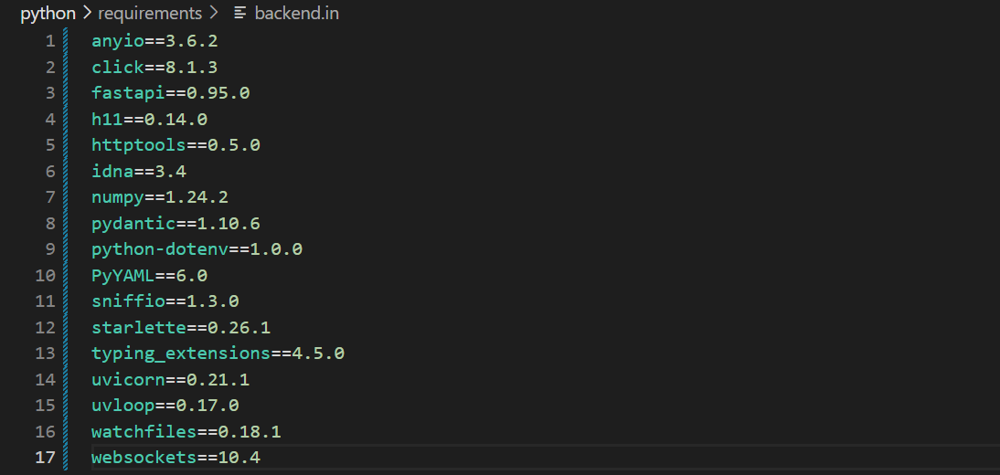 python > requirements > backend.in
1 anyio==3.6.2
2 click==8.1.3
3 fastapi==0.95.0
4 h11==0.14.0
5 httptools==0.5.0
6 idna==3.4
7 numpy==1.24.2
8 pydantic==1.10.6
9 python-dotenv==1.0.0
10 PyYAML==6.0
11 sniffio==1.3.0
12 starlette==0.26.1
13 typing_extensions==4.5.0
14 uvicorn==0.21.1
15 uvloop==0.17.0
16 watchfiles==0.18.1
17 websockets==10.4